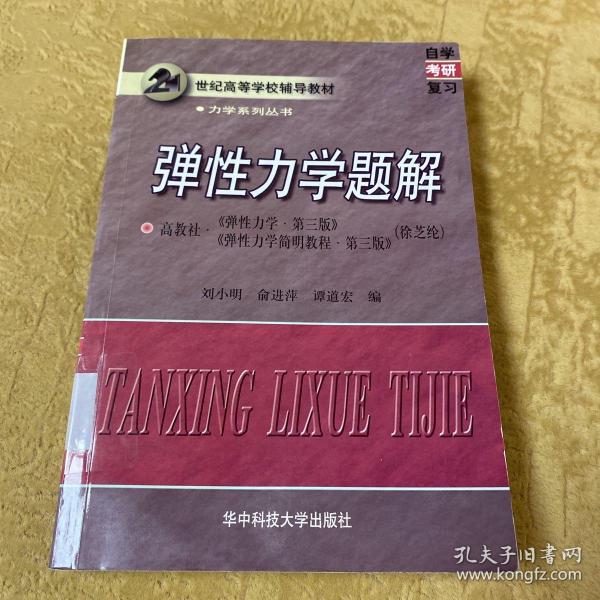 自学
考研
复习
21世纪高等学校辅导教材
•力学系列丛书
弹性力学题解
高教社·《弹性力学·第三版》
《弹性力学简明教程·第三版》（徐芝纶）
刘小明 俞进萍 谭道宏 编
TANXING LIXUE TIJIE
华中科技大学出版社
孔夫子旧书网
www.kongfz.com